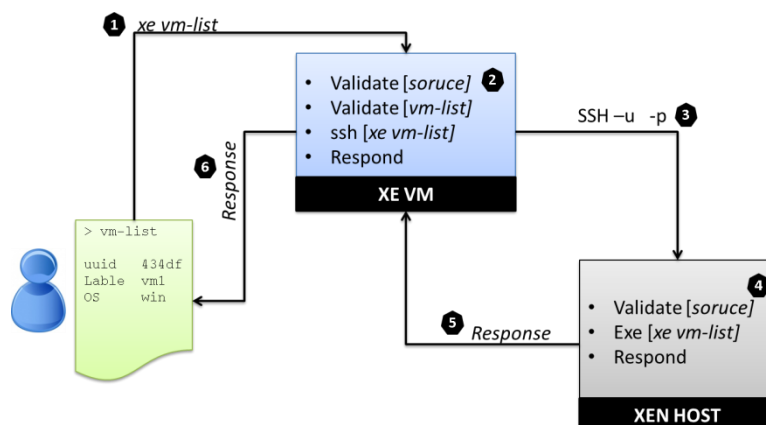 1 xe vm-list
2
• Validate [soruce]
• Validate [vm-list]
• ssh [xe vm-list]
• Respond
XE VM
SSH –u -p 3
6
Response
> vm-list
uuid 434df
Lable vm1
OS win
4
• Validate [soruce]
• Exe [xe vm-list]
• Respond
XEN HOST
5 Response